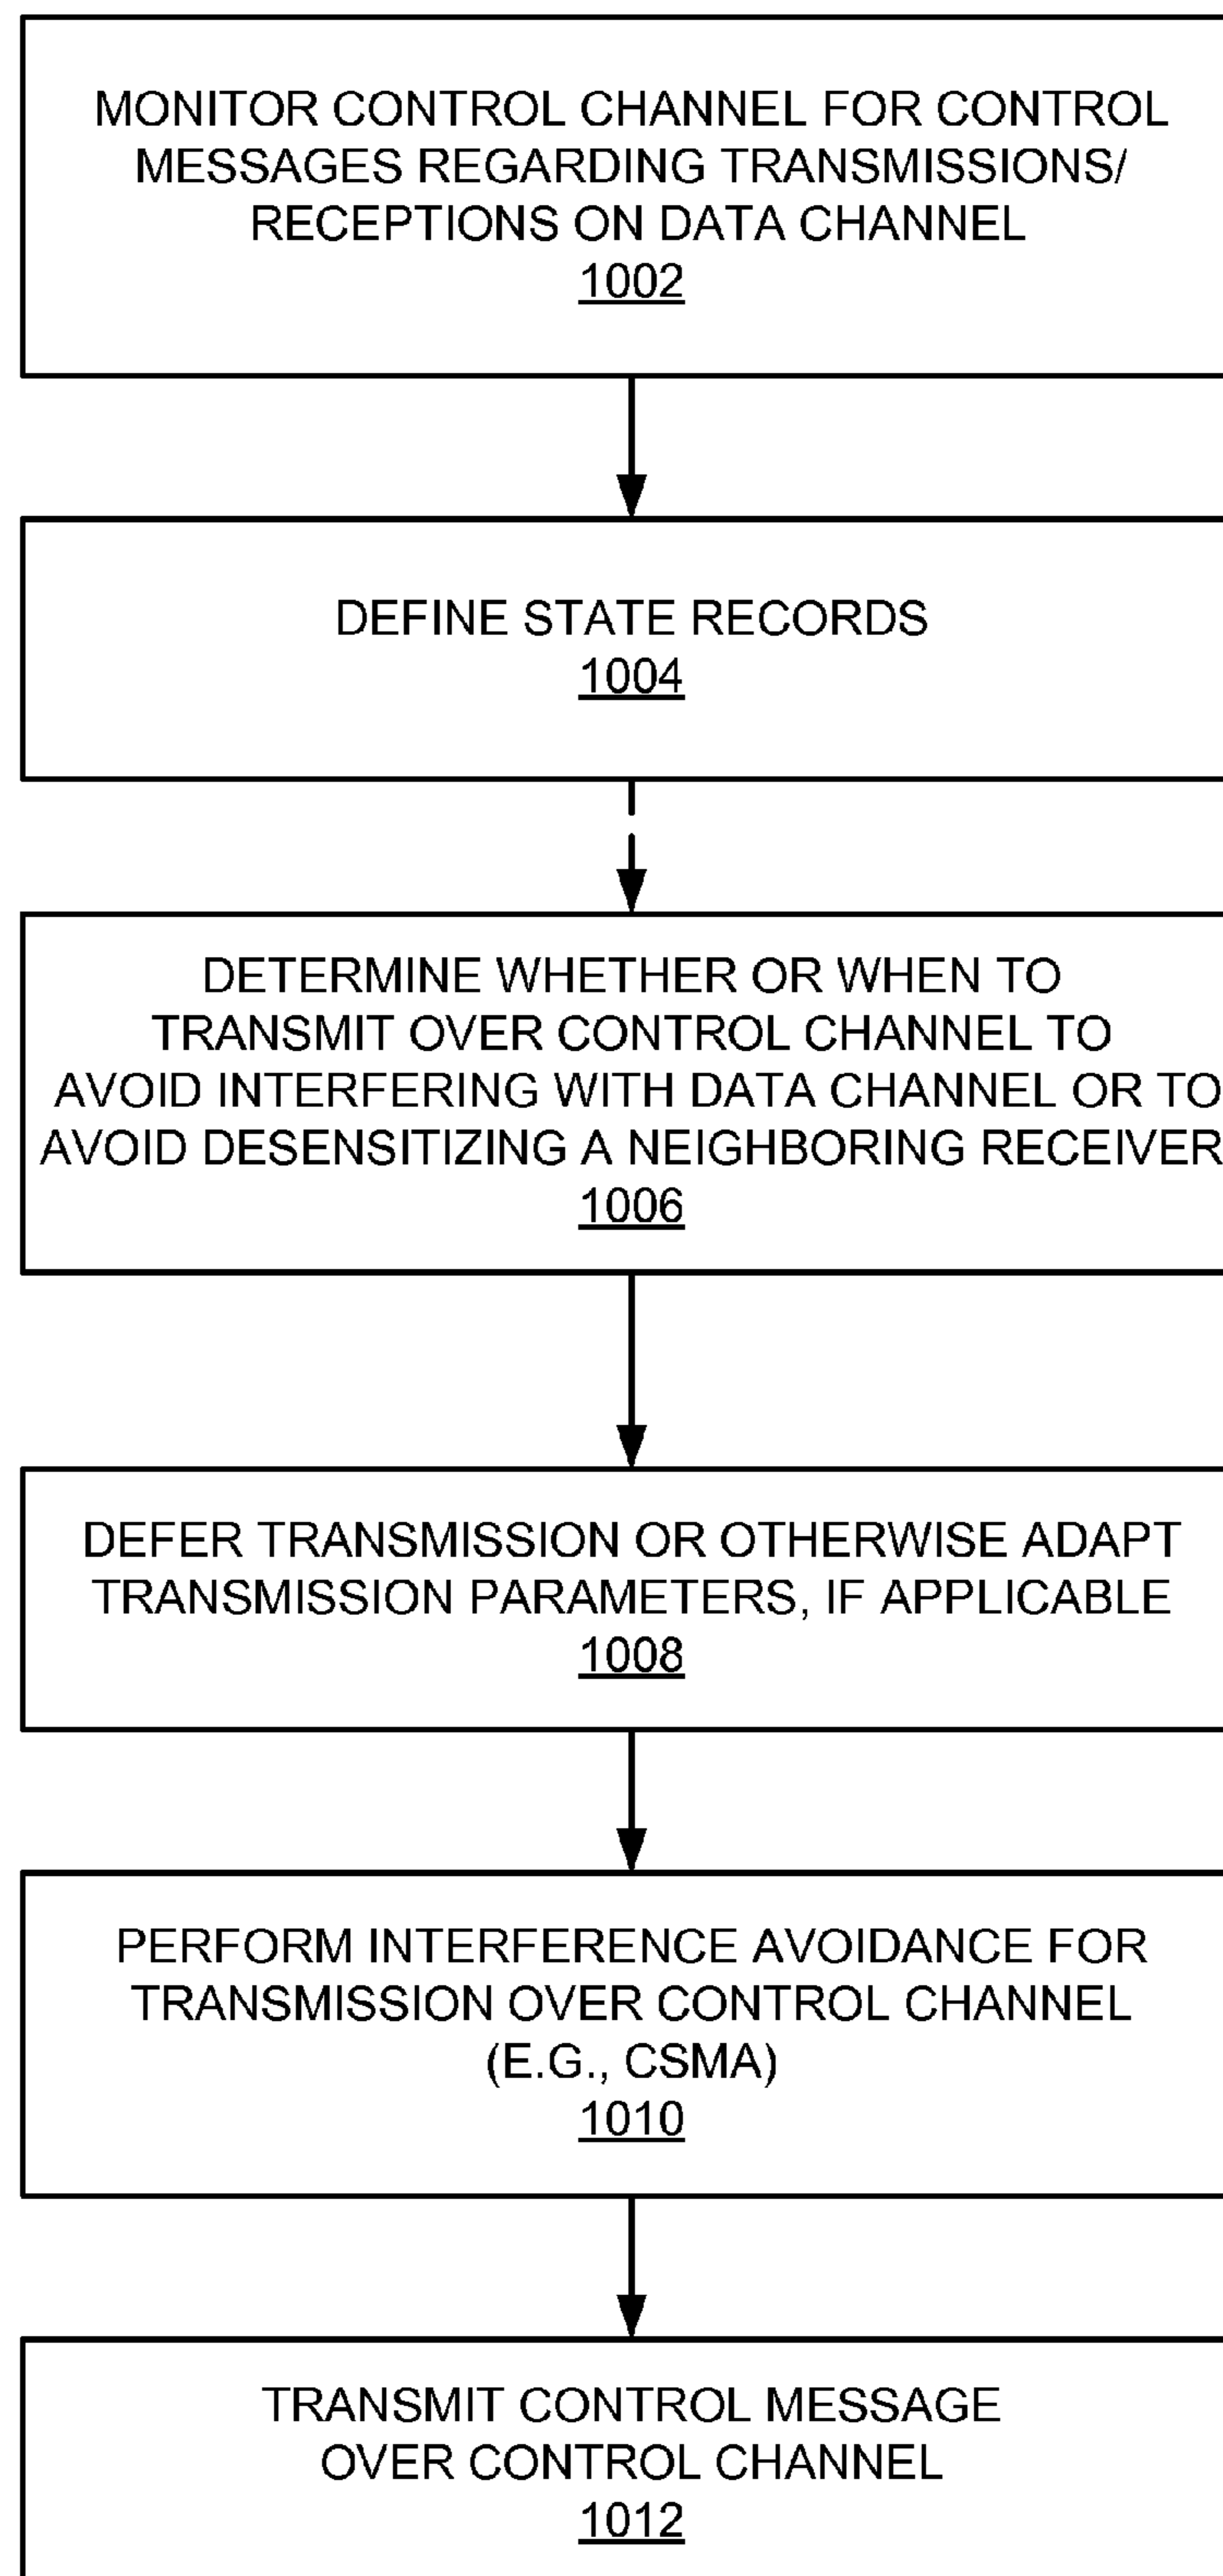 MONITOR CONTROL CHANNEL FOR CONTROL
MESSAGES REGARDING TRANSMISSIONS/
RECEPTIONS ON DATA CHANNEL
1002
DEFINE STATE RECORDS
1004
DETERMINE WHETHER OR WHEN TO
TRANSMIT OVER CONTROL CHANNEL TO
AVOID INTERFERING WITH DATA CHANNEL OR TO
AVOID DESENSITIZING A NEIGHBORING RECEIVER
1006
DEFER TRANSMISSION OR OTHERWISE ADAPT
TRANSMISSION PARAMETERS, IF APPLICABLE
1008
PERFORM INTERFERENCE AVOIDANCE FOR
TRANSMISSION OVER CONTROL CHANNEL
(E.G., CSMA)
1010
TRANSMIT CONTROL MESSAGE
OVER CONTROL CHANNEL
1012